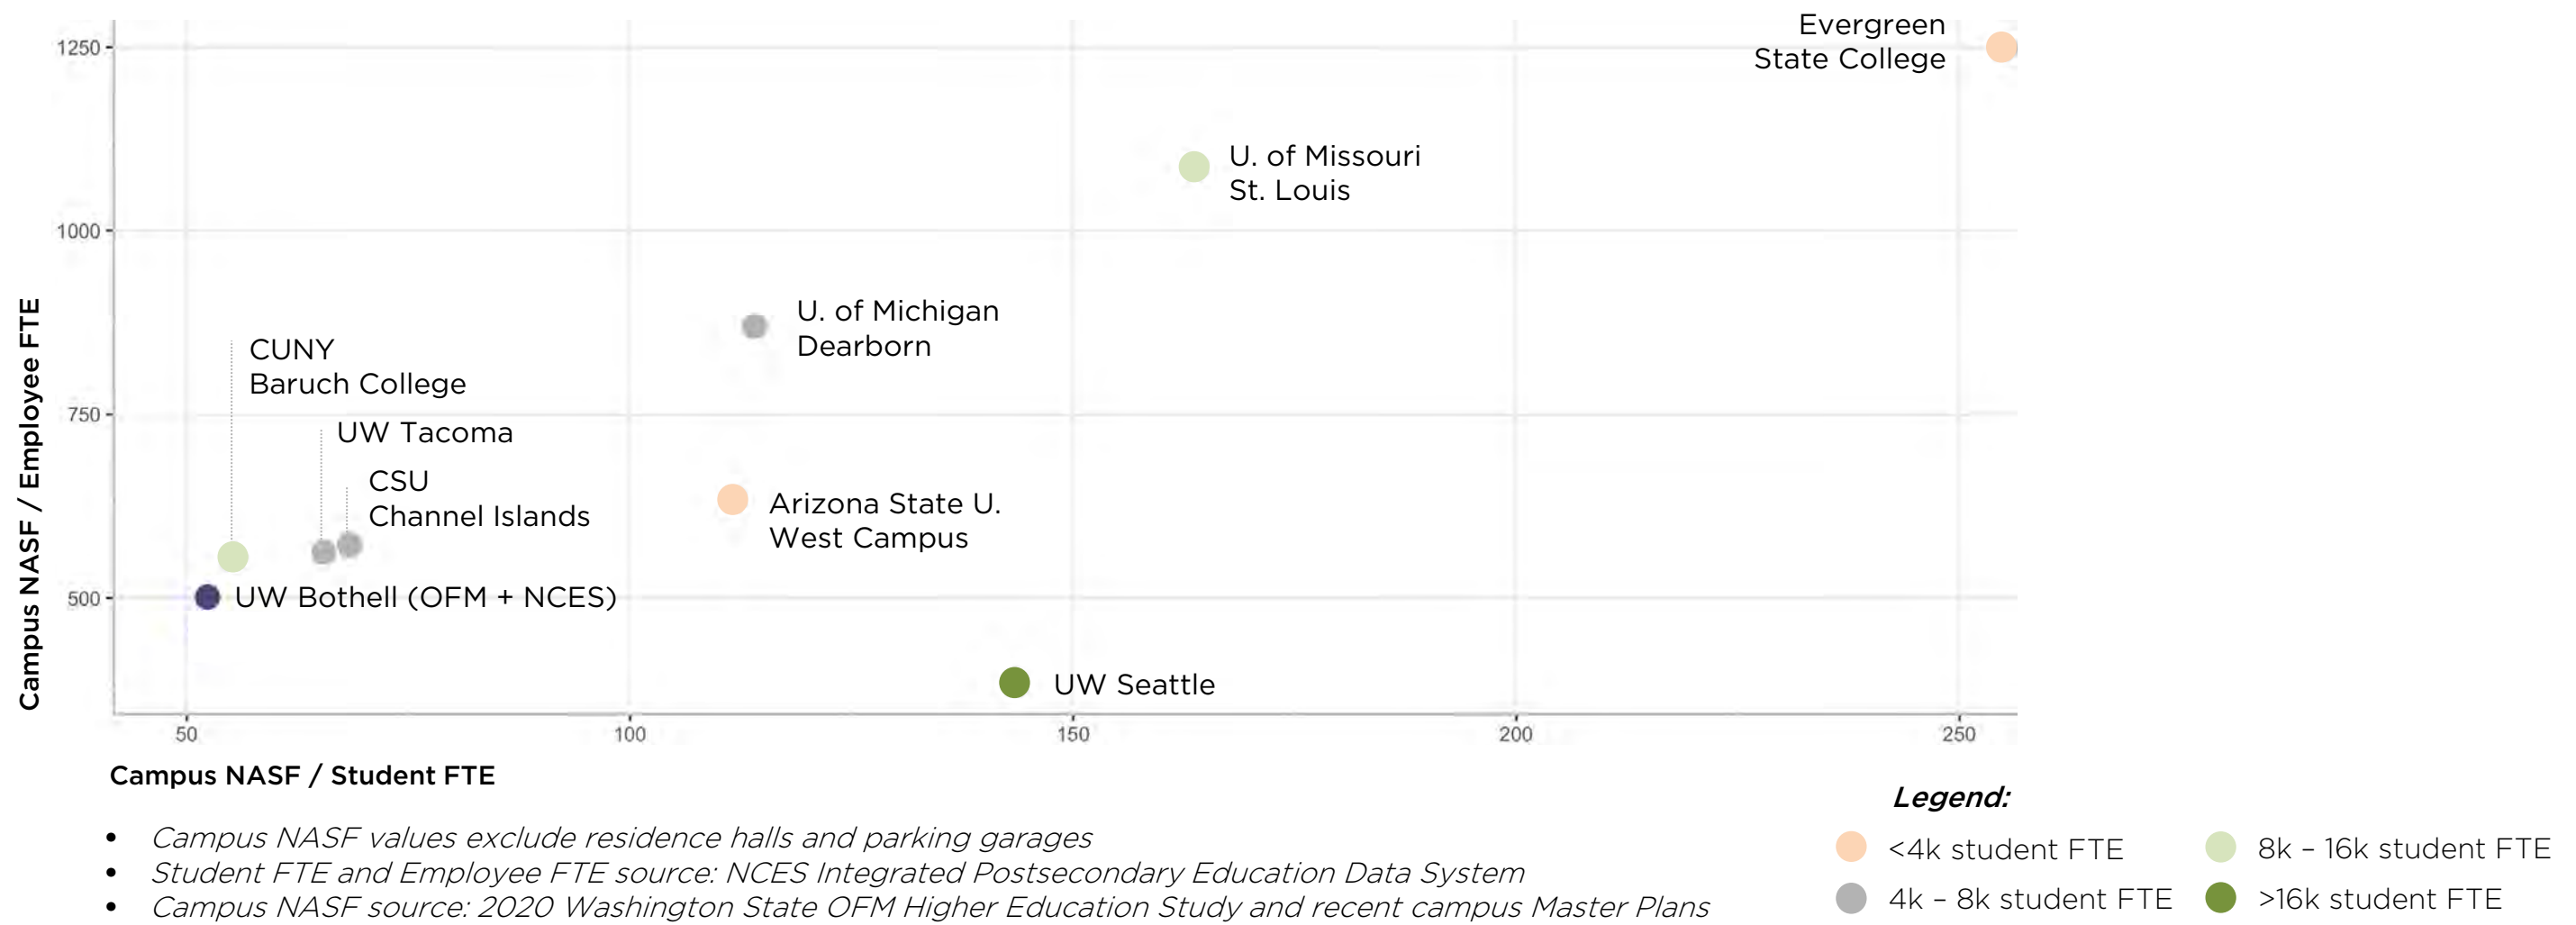 Evergreen
State College
1250
U. of Missouri
St. Louis
1000
U. of Michigan
Dearborn
CUNY
Baruch College
750
UW Tacoma
CSU
Channel Islands
Arizona State U.
West Campus
500
UW Bothell (OFM + NCES)
UW Seattle
Campus NASF / Employee FTE
50
100
150
200
250
Campus NASF / Student FTE
• Campus NASF values exclude residence halls and parking garages
• Student FTE and Employee FTE source: NCES Integrated Postsecondary Education Data System
• Campus NASF source: 2020 Washington State OFM Higher Education Study and recent campus Master Plans
Legend:
<4k student FTE
8k – 16k student FTE
4k – 8k student FTE
>16k student FTE